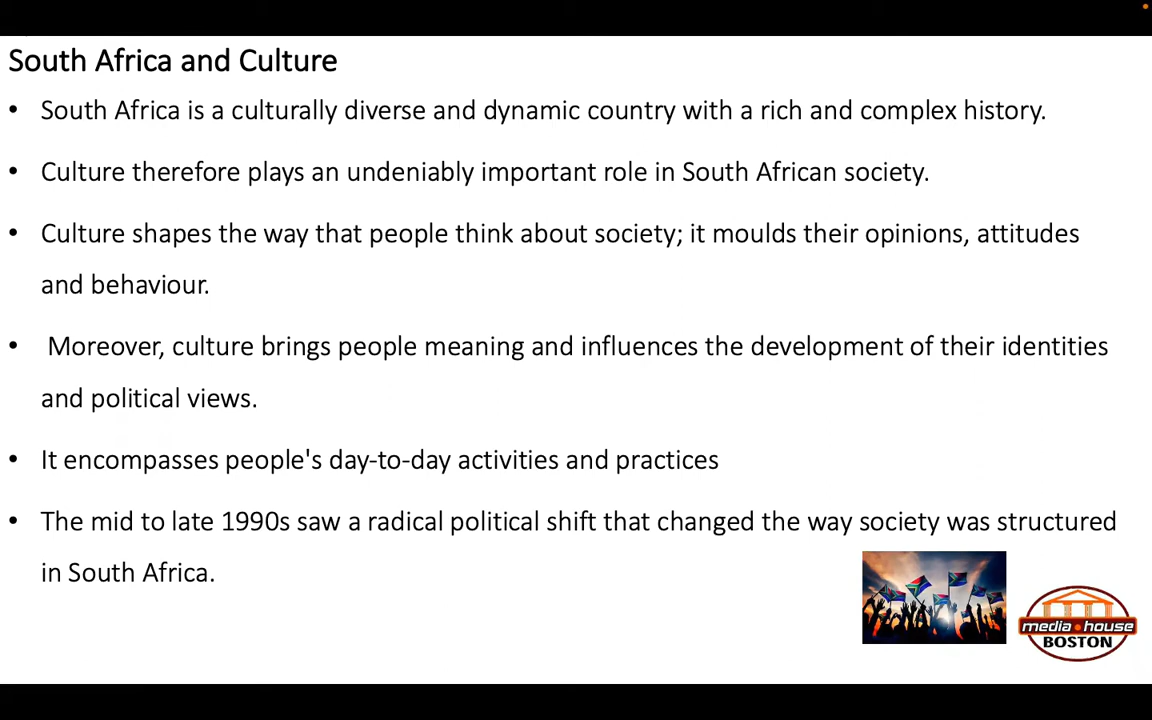 South Africa and Culture
• South Africa is a culturally diverse and dynamic country with a rich and complex history.
• Culture therefore plays an undeniably important role in South African society.
• Culture shapes the way that people think about society; it moulds their opinions, attitudes
and behaviour.
• Moreover, culture brings people meaning and influences the development of their identities
and political views.
• It encompasses people's day-to-day activities and practices
• The mid to late 1990s saw a radical political shift that changed the way society was structured
in South Africa.
media•house
BOSTON